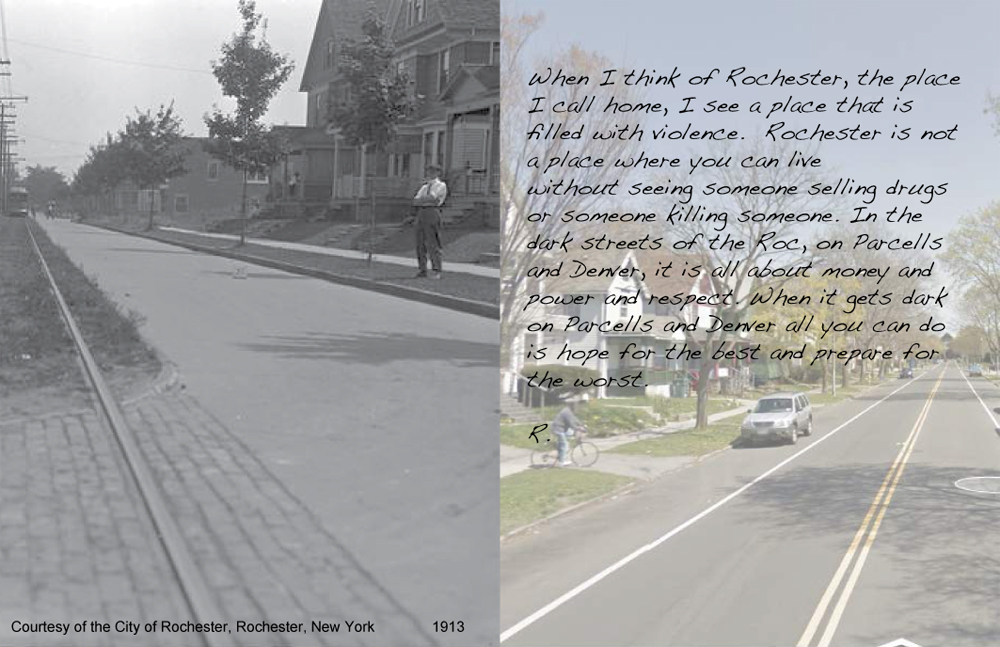 When I think of Rochester, the place
I call home, I see a place that is
filled with violence. Rochester is not
a place where you can live
without seeing someone selling drugs
or someone killing someone. In the
dark streets of the Roc, on Parcells
and Denver, it is all about money and
power and respect. When it gets dark
on Parcells and Denver all you can do
is hope for the best and prepare for
the worst.
R.
Courtesy of the City of Rochester, Rochester, New York 1913